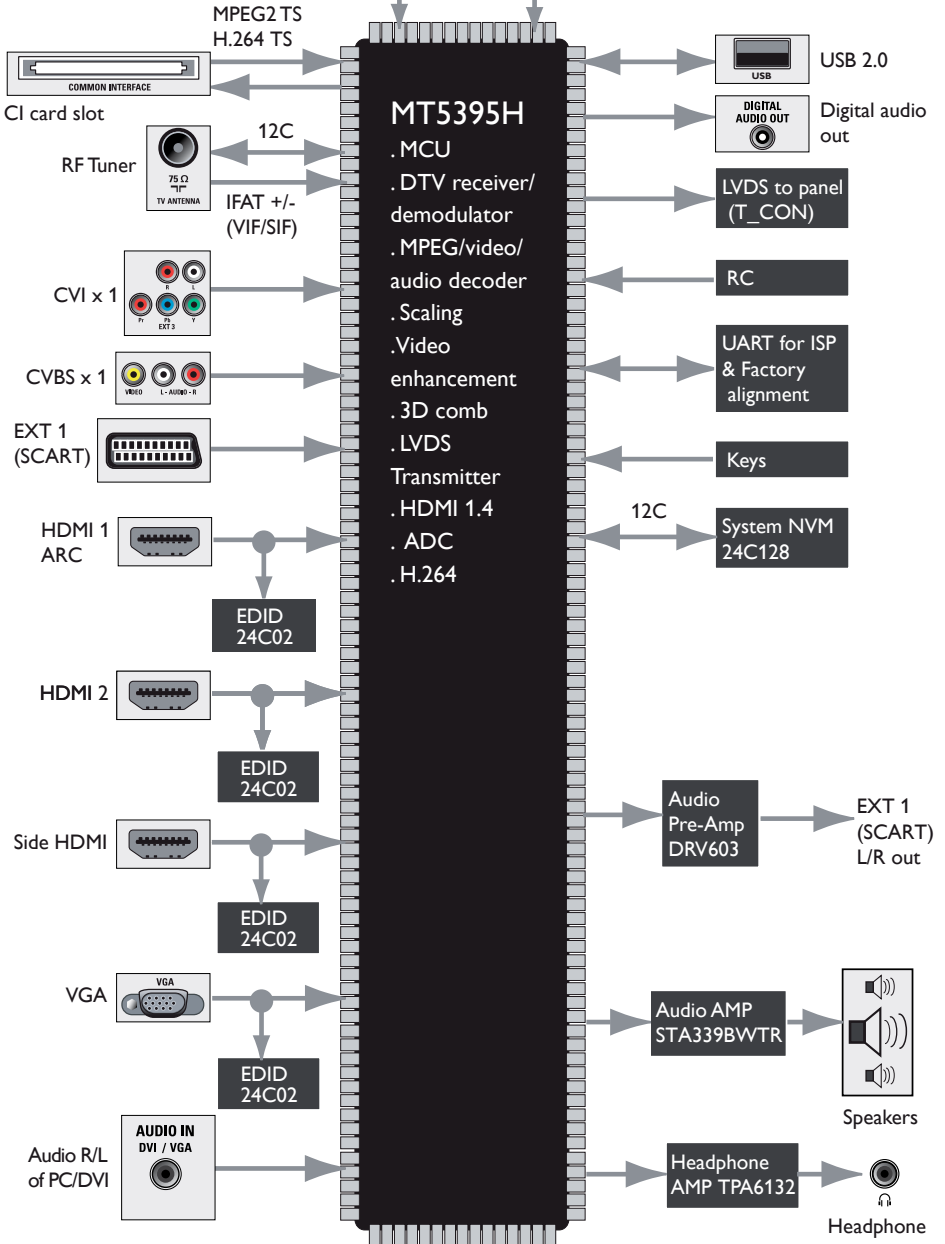 MPEG2 TS
H.264 TS
COMMON INTERFACE
CI card slot
12C
RF Tuner
75 Ω
TV ANTENNA
IFAT +/-
(VIF/SIF)
CVI x 1
R L
Pr Pb Y
EXT 3
CVBS x 1
VIDEO L - AUDIO - R
EXT 1
(SCART)
HDMI 1
ARC
EDID
24C02
HDMI 2
EDID
24C02
Side HDMI
EDID
24C02
VGA
VGA
EDID
24C02
Audio R/L
of PC/DVI
AUDIO IN
DVI / VGA
MT5395H
. MCU
. DTV receiver/
demodulator
. MPEG/video/
audio decoder
. Scaling
.Video
enhancement
. 3D comb
. LVDS
Transmitter
. HDMI 1.4
. ADC
. H.264
USB
USB 2.0
DIGITAL
AUDIO OUT
Digital audio
out
LVDS to panel
(T_CON)
RC
UART for ISP
& Factory
alignment
Keys
12C
System NVM
24C128
Audio
Pre-Amp
DRV603
EXT 1
(SCART)
L/R out
Audio AMP
STA339BWTR
Speakers
Headphone
AMP TPA6132
Headphone